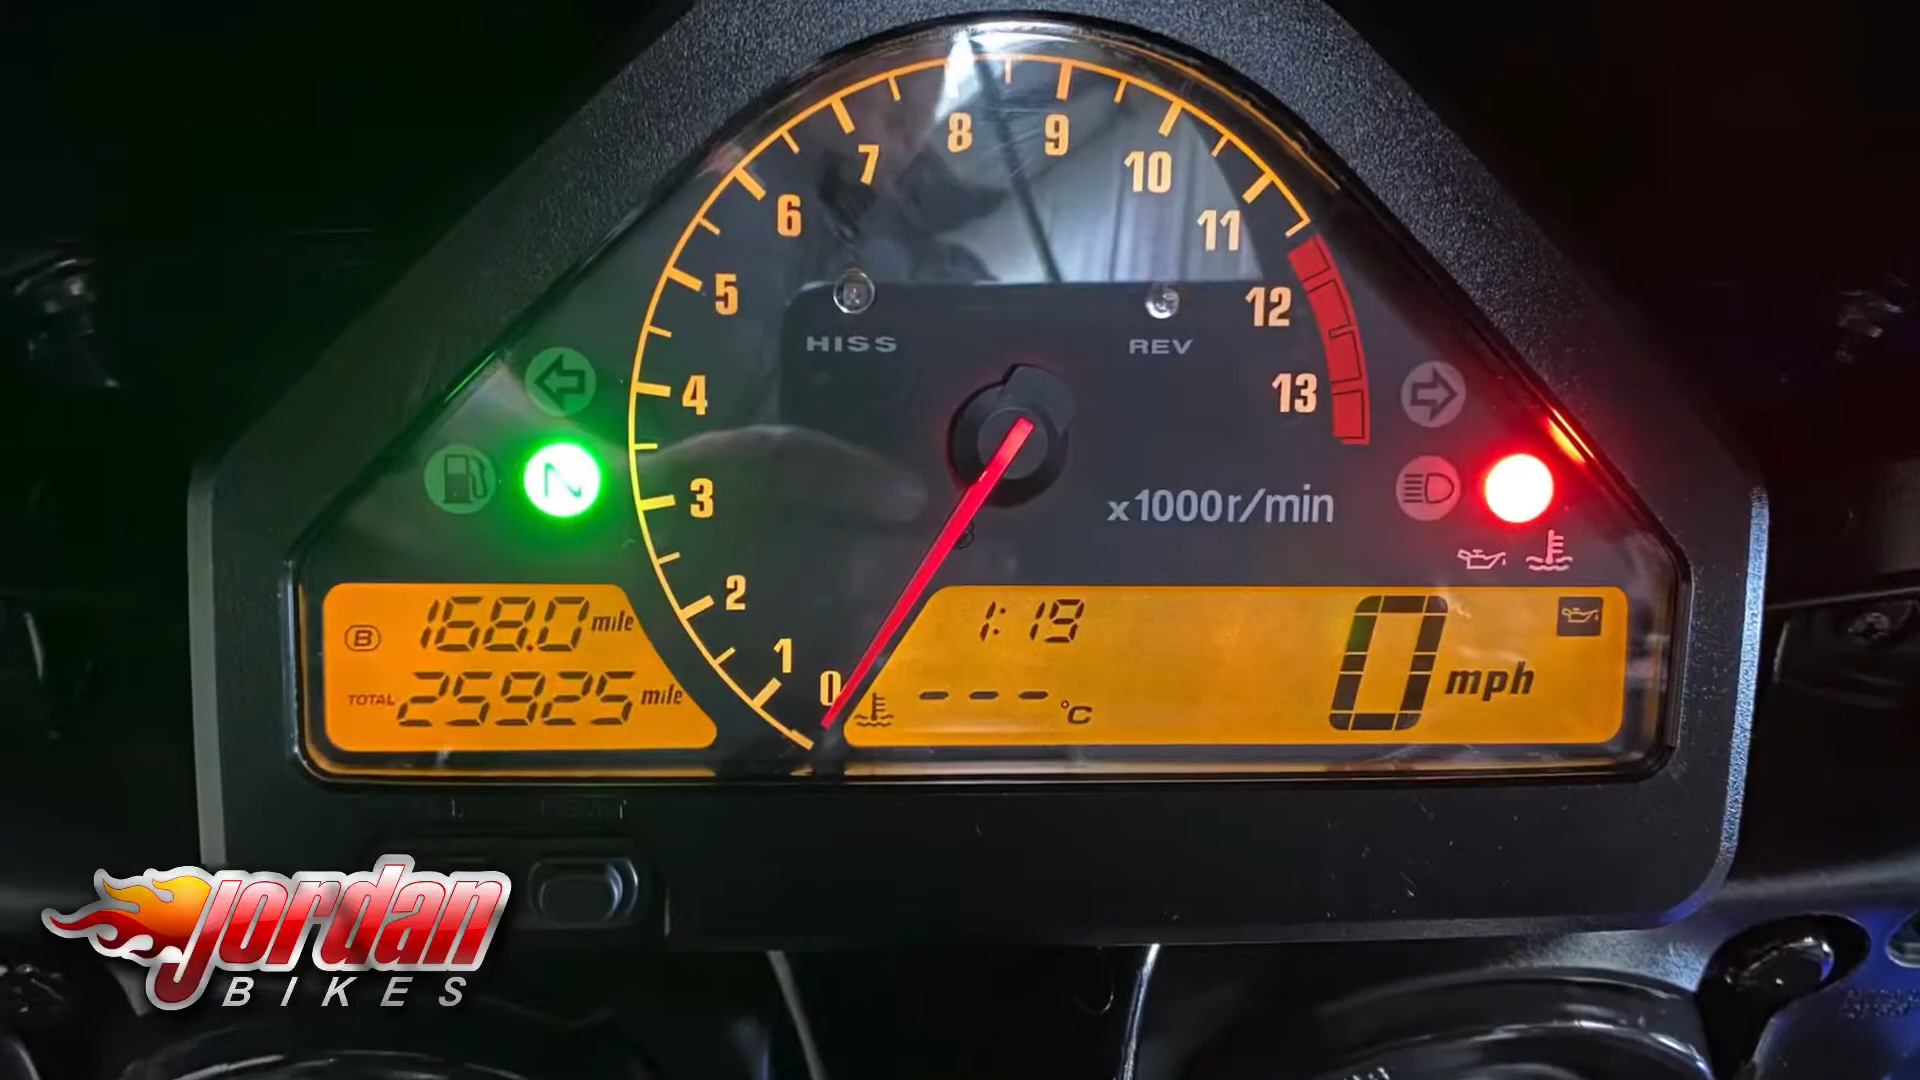 8
9
7
10
6
11
5
HISS
REV
12
4
13
3
x1000r/min
2
1
0
B 168.0 mile
TOTAL 25925 mile
1:19
--- °C
0 mph
jordan
BIKES